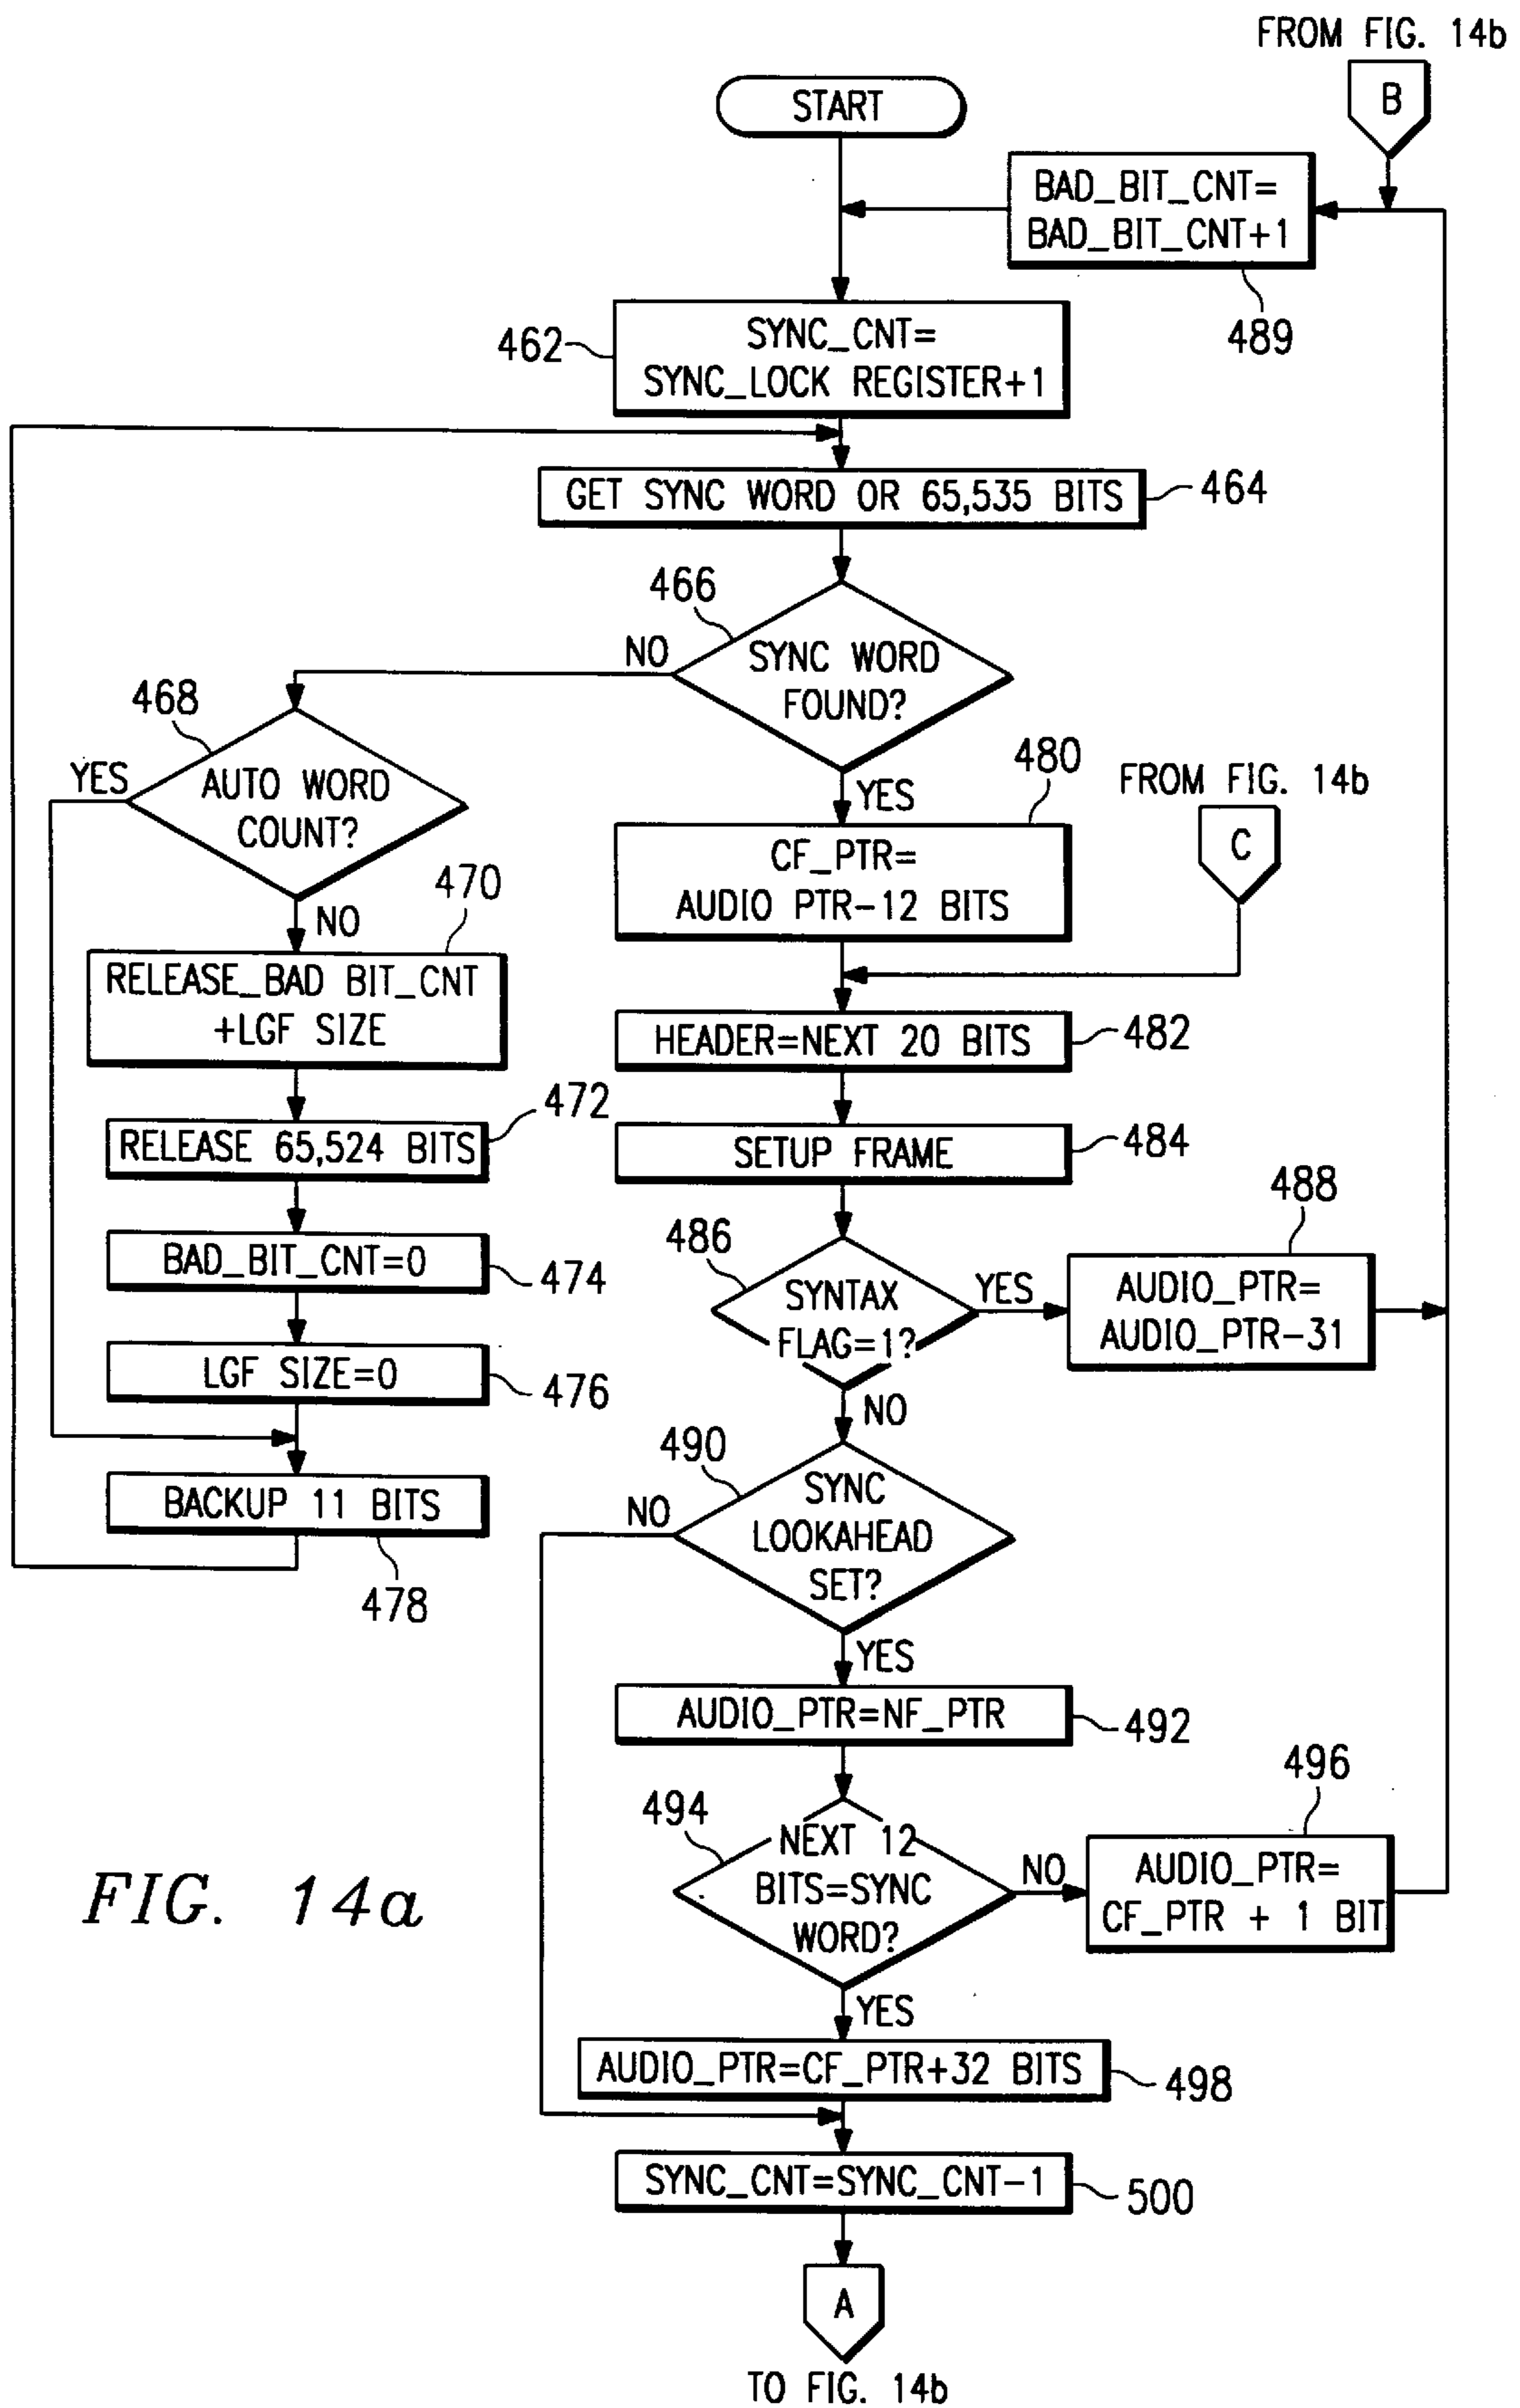 FROM FIG. 14b
B
START
BAD_BIT_CNT=
BAD_BIT_CNT+1
489
462
SYNC_CNT=
SYNC_LOCK REGISTER+1
GET SYNC WORD OR 65,535 BITS
464
466
NO
SYNC WORD
FOUND?
YES
468
YES
AUTO WORD
COUNT?
NO
480
CF_PTR=
AUDIO PTR-12 BITS
FROM FIG. 14b
C
470
RELEASE_BAD BIT_CNT
+LGF SIZE
HEADER=NEXT 20 BITS
482
472
RELEASE 65,524 BITS
SETUP FRAME
484
BAD_BIT_CNT=0
474
486
SYNTAX
FLAG=1?
YES
488
AUDIO_PTR=
AUDIO_PTR-31
NO
LGF SIZE=0
476
BACKUP 11 BITS
478
490
NO
SYNC
LOOKAHEAD
SET?
YES
AUDIO_PTR=NF_PTR
492
494
NEXT 12
BITS=SYNC
WORD?
NO
496
AUDIO_PTR=
CF_PTR + 1 BIT
YES
FIG. 14a
AUDIO_PTR=CF_PTR+32 BITS
498
SYNC_CNT=SYNC_CNT-1
500
A
TO FIG. 14b